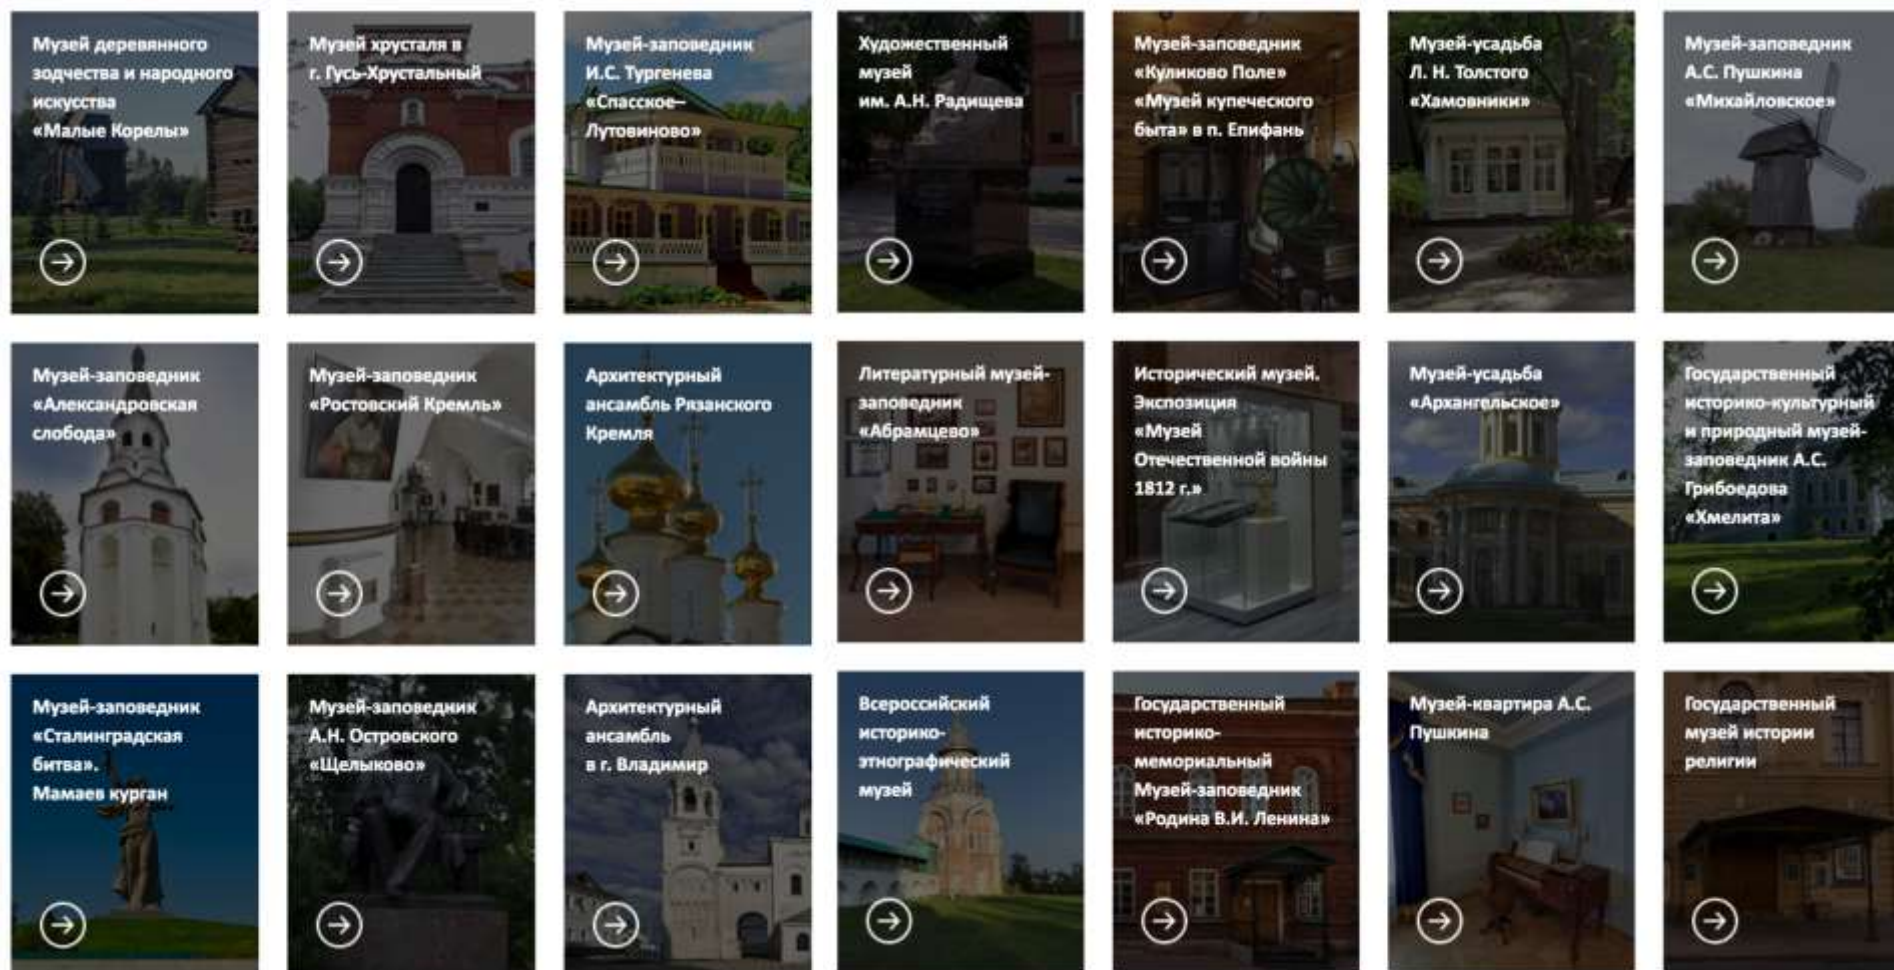 Музей деревянного
зодчества и народного
искусства
«Малые Корелы»
Музей хрусталя в
г. Гусь-Хрустальный
Музей-заповедник
И.С. Тургенева
«Спасское–
Лутовиново»
Художественный
музей
им. А.Н. Радищева
Музей-заповедник
«Куликово Поле»
«Музей купеческого
быта» в п. Епифань
Музей-усадьба
Л. Н. Толстого
«Хамовники»
Музей-заповедник
А.С. Пушкина
«Михайловское»
Музей-заповедник
«Александровская
слобода»
Музей-заповедник
«Ростовский Кремль»
Архитектурный
ансамбль Рязанского
Кремля
Литературный музей-
заповедник
«Абрамцево»
Исторический музей.
Экспозиция
«Музей
Отечественной войны
1812 г.»
Музей-усадьба
«Архангельское»
Государственный
историко-культурный
и природный музей-
заповедник А.С.
Грибоедова
«Хмелита»
Музей-заповедник
«Сталинградская
битва».
Мамаев курган
Музей-заповедник
А.Н. Островского
«Щелыково»
Архитектурный
ансамбль
в г. Владимир
Всероссийский
историко-
этнографический
музей
Государственный
историко-
мемориальный
Музей-заповедник
«Родина В.И. Ленина»
Музей-квартира А.С.
Пушкина
Государственный
музей истории
религии